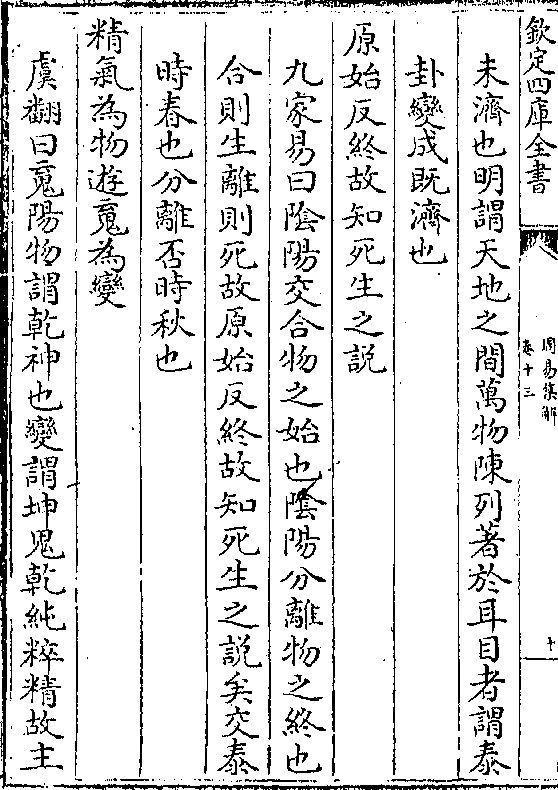 欽定四庫全書
周易集解
卷十三
十
未濟也明謂天地之間萬物陳列著於耳目者謂泰
卦變成既濟也
原始反終故知死生之説
九家易曰陰陽交合物之始也陰陽分離物之終也
合則生離則死故原始反終故知死生之説矣交泰
時春也分離否時秋也
精氣為物遊䰟為變
虞翻曰䰟陽物謂乾神也變謂坤鬼乾純粹精故主